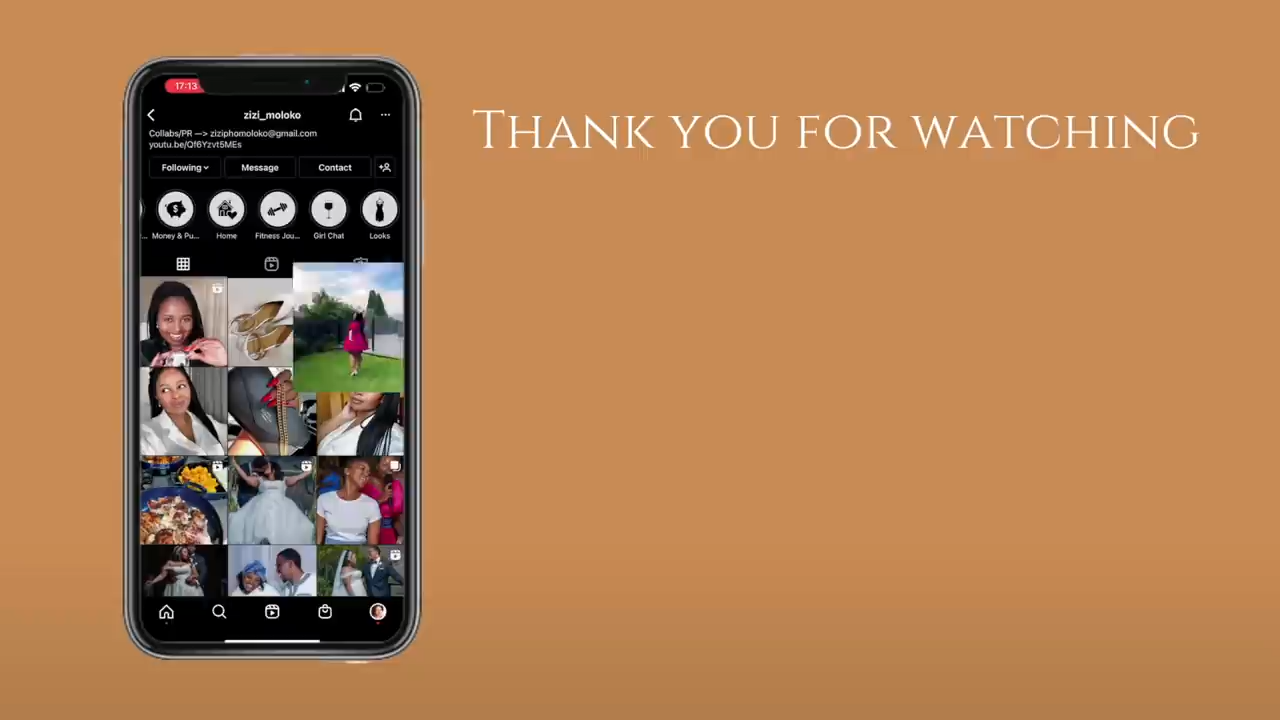 17:13
zizi_moloko
Collabs/PR —> ziziphomoloko@gmail.com
youtu.be/Qf6Yzvt5MEs
Following
Message
Contact
... Money & Pu...
Home
Fitness Jou...
Girl Chat
Looks
THANK YOU FOR WATCHING